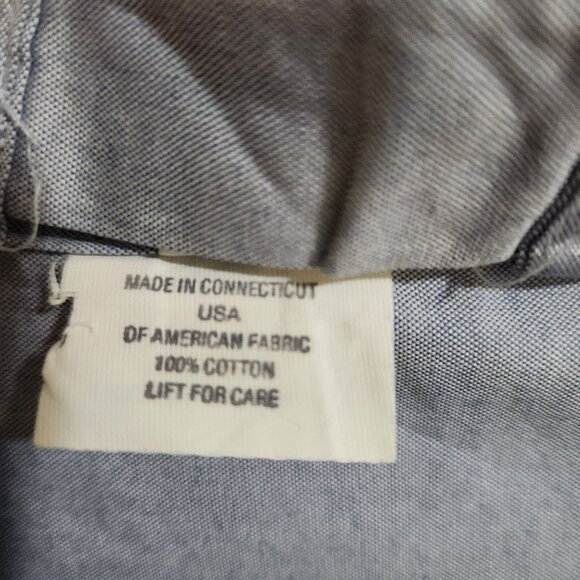 MADE IN CONNECTICUT
USA
OF AMERICAN FABRIC
100% COTTON
LIFT FOR CARE